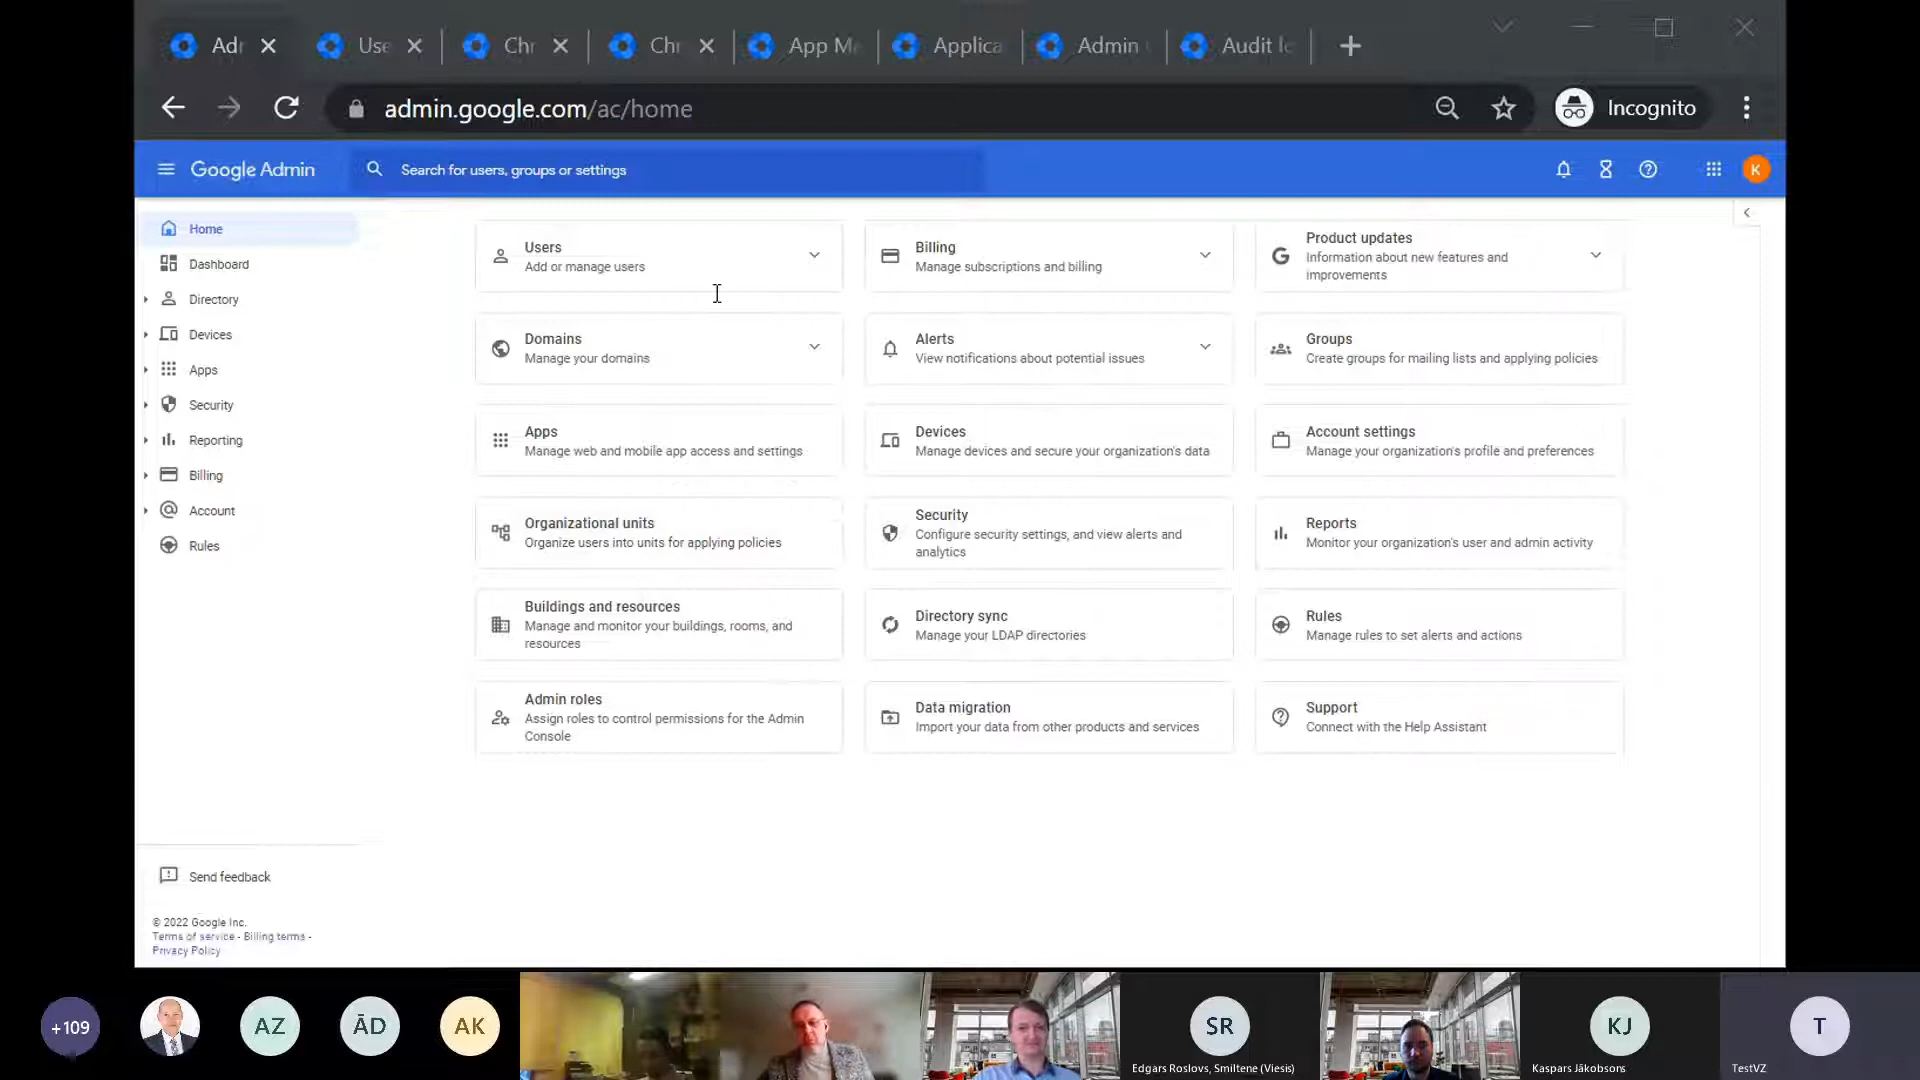 Adr
Use
Chr
Chr
App M
Applica
Admin
Audit lo
admin.google.com/ac/home
Incognito
Google Admin
Search for users, groups or settings
K
Home
Dashboard
Directory
Devices
Apps
Security
Reporting
Billing
Account
Rules
Users
Add or manage users
Billing
Manage subscriptions and billing
Product updates
Information about new features and
improvements
Domains
Manage your domains
Alerts
View notifications about potential issues
Groups
Create groups for mailing lists and applying policies
Apps
Manage web and mobile app access and settings
Devices
Manage devices and secure your organization's data
Account settings
Manage your organization's profile and preferences
Organizational units
Organize users into units for applying policies
Security
Configure security settings, and view alerts and
analytics
Reports
Monitor your organization's user and admin activity
Buildings and resources
Manage and monitor your buildings, rooms, and
resources
Directory sync
Manage your LDAP directories
Rules
Manage rules to set alerts and actions
Admin roles
Assign roles to control permissions for the Admin
Console
Data migration
Import your data from other products and services
Support
Connect with the Help Assistant
Send feedback
© 2022 Google Inc.
Terms of service - Billing terms -
Privacy Policy
+109
AZ
ĀD
AK
SR
Edgars Roslovs, Smiltene (Viesis)
KJ
Kaspars Jākobsons
T
TestVZ